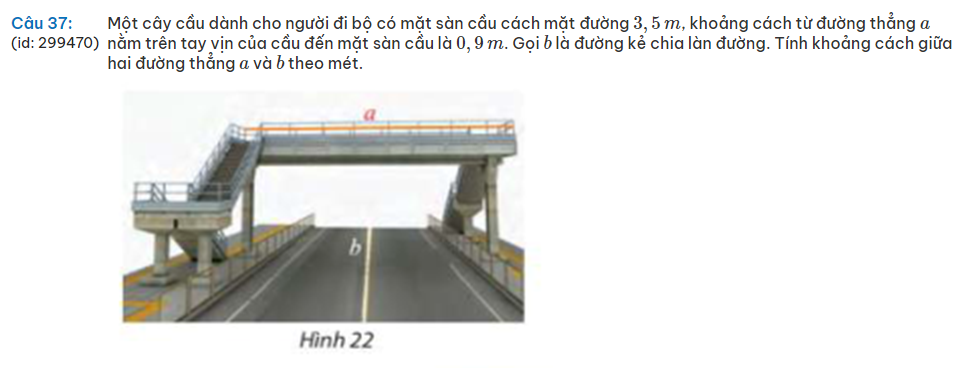 Câu 37: Một cây cầu dành cho người đi bộ có mặt sàn cầu cách mặt đường 3, 5 m, khoảng cách từ đường thẳng a
(id: 299470) nằm trên tay vịn của cầu đến mặt sàn cầu là 0, 9 m. Gọi b là đường kẻ chia làn đường. Tính khoảng cách giữa
hai đường thẳng a và b theo mét.
a
b
Hình 22